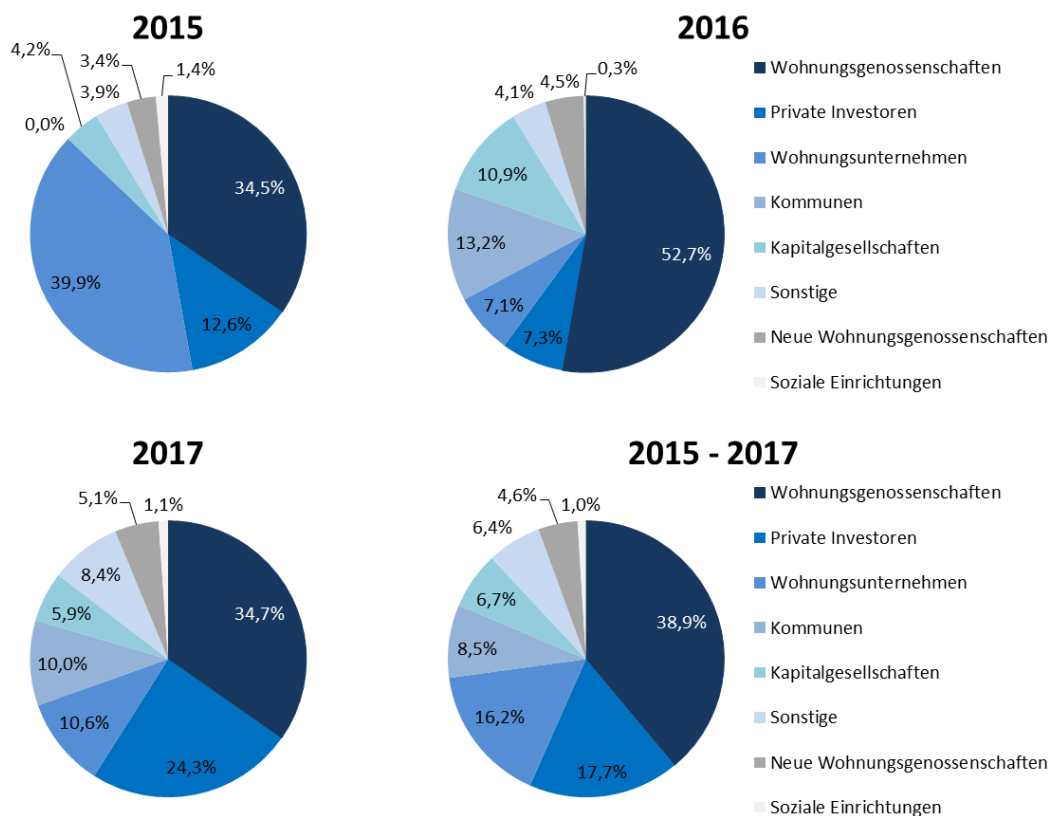 2015
4,2%
3,4%
1,4%
3,9%
0,0%
34,5%
39,9%
12,6%
2016
0,3%
4,5%
4,1%
10,9%
13,2%
52,7%
7,1%
7,3%
Wohnungsgenossenschaften
Private Investoren
Wohnungsunternehmen
Kommunen
Kapitalgesellschaften
Sonstige
Neue Wohnungsgenossenschaften
Soziale Einrichtungen
2017
5,1%
1,1%
8,4%
5,9%
34,7%
10,0%
10,6%
24,3%
2015 - 2017
4,6%
1,0%
6,4%
6,7%
38,9%
8,5%
16,2%
17,7%
Wohnungsgenossenschaften
Private Investoren
Wohnungsunternehmen
Kommunen
Kapitalgesellschaften
Sonstige
Neue Wohnungsgenossenschaften
Soziale Einrichtungen